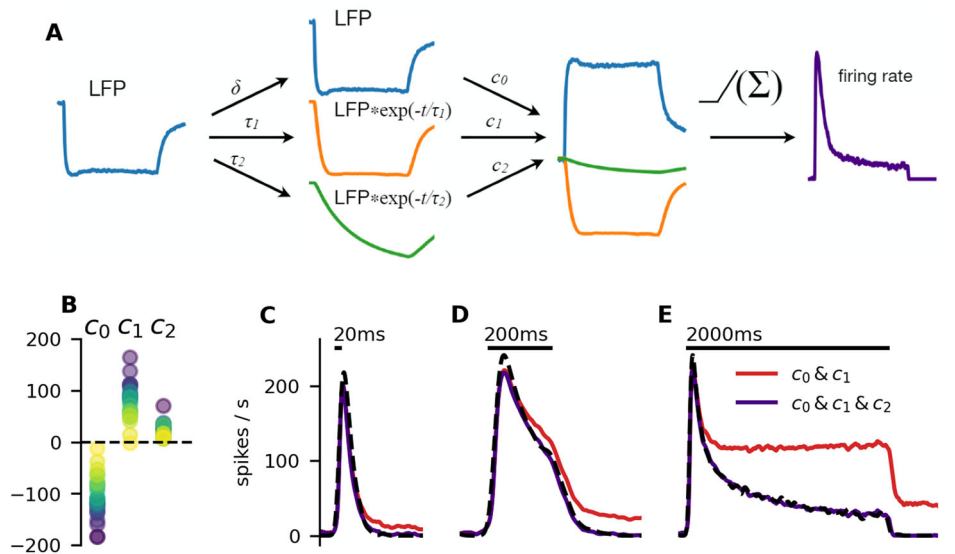 A
LFP
δ
τ1
τ2
LFP
LFP*exp(-t/τ1)
LFP*exp(-t/τ2)
c0
c1
c2
(Σ)
firing rate
B
c0 c1 c2
200
100
0
−100
−200
C
20ms
spikes / s
200
100
0
D
200ms
E
2000ms
c0 & c1
c0 & c1 & c2